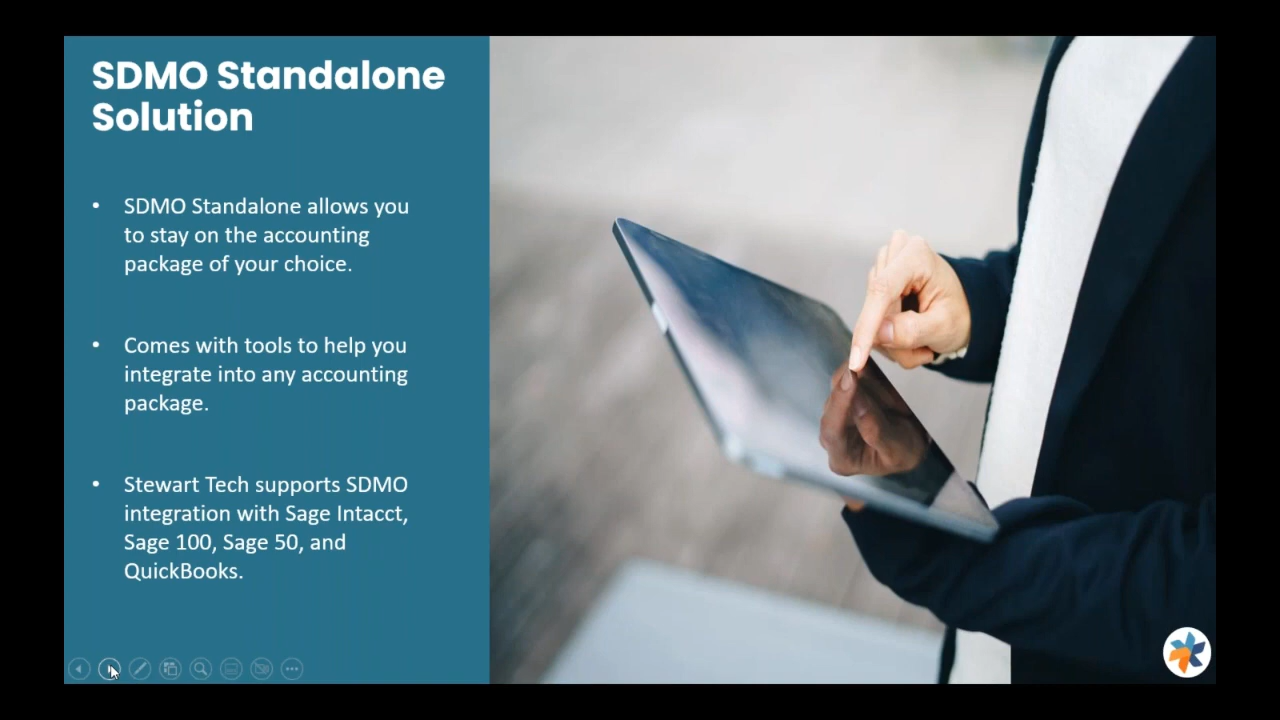 SDMO Standalone
Solution
• SDMO Standalone allows you
to stay on the accounting
package of your choice.
• Comes with tools to help you
integrate into any accounting
package.
• Stewart Tech supports SDMO
integration with Sage Intacct,
Sage 100, Sage 50, and
QuickBooks.